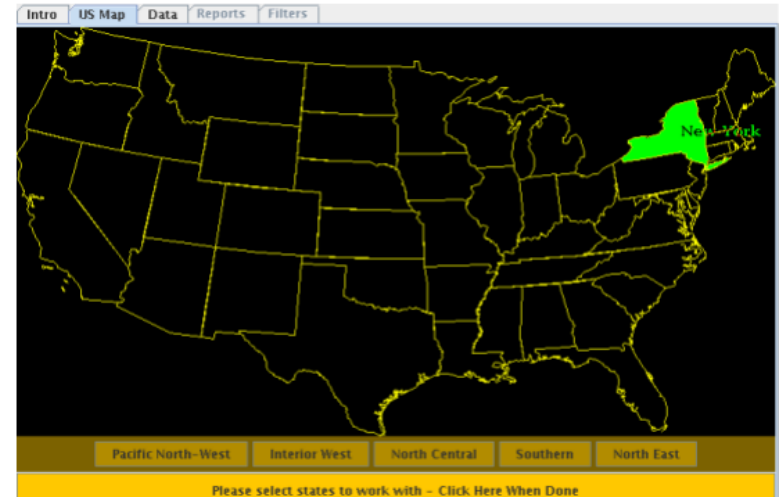 Intro US Map Data Reports Filters
New York
Pacific North-West Interior West North Central Southern North East
Please select states to work with - Click Here When Done